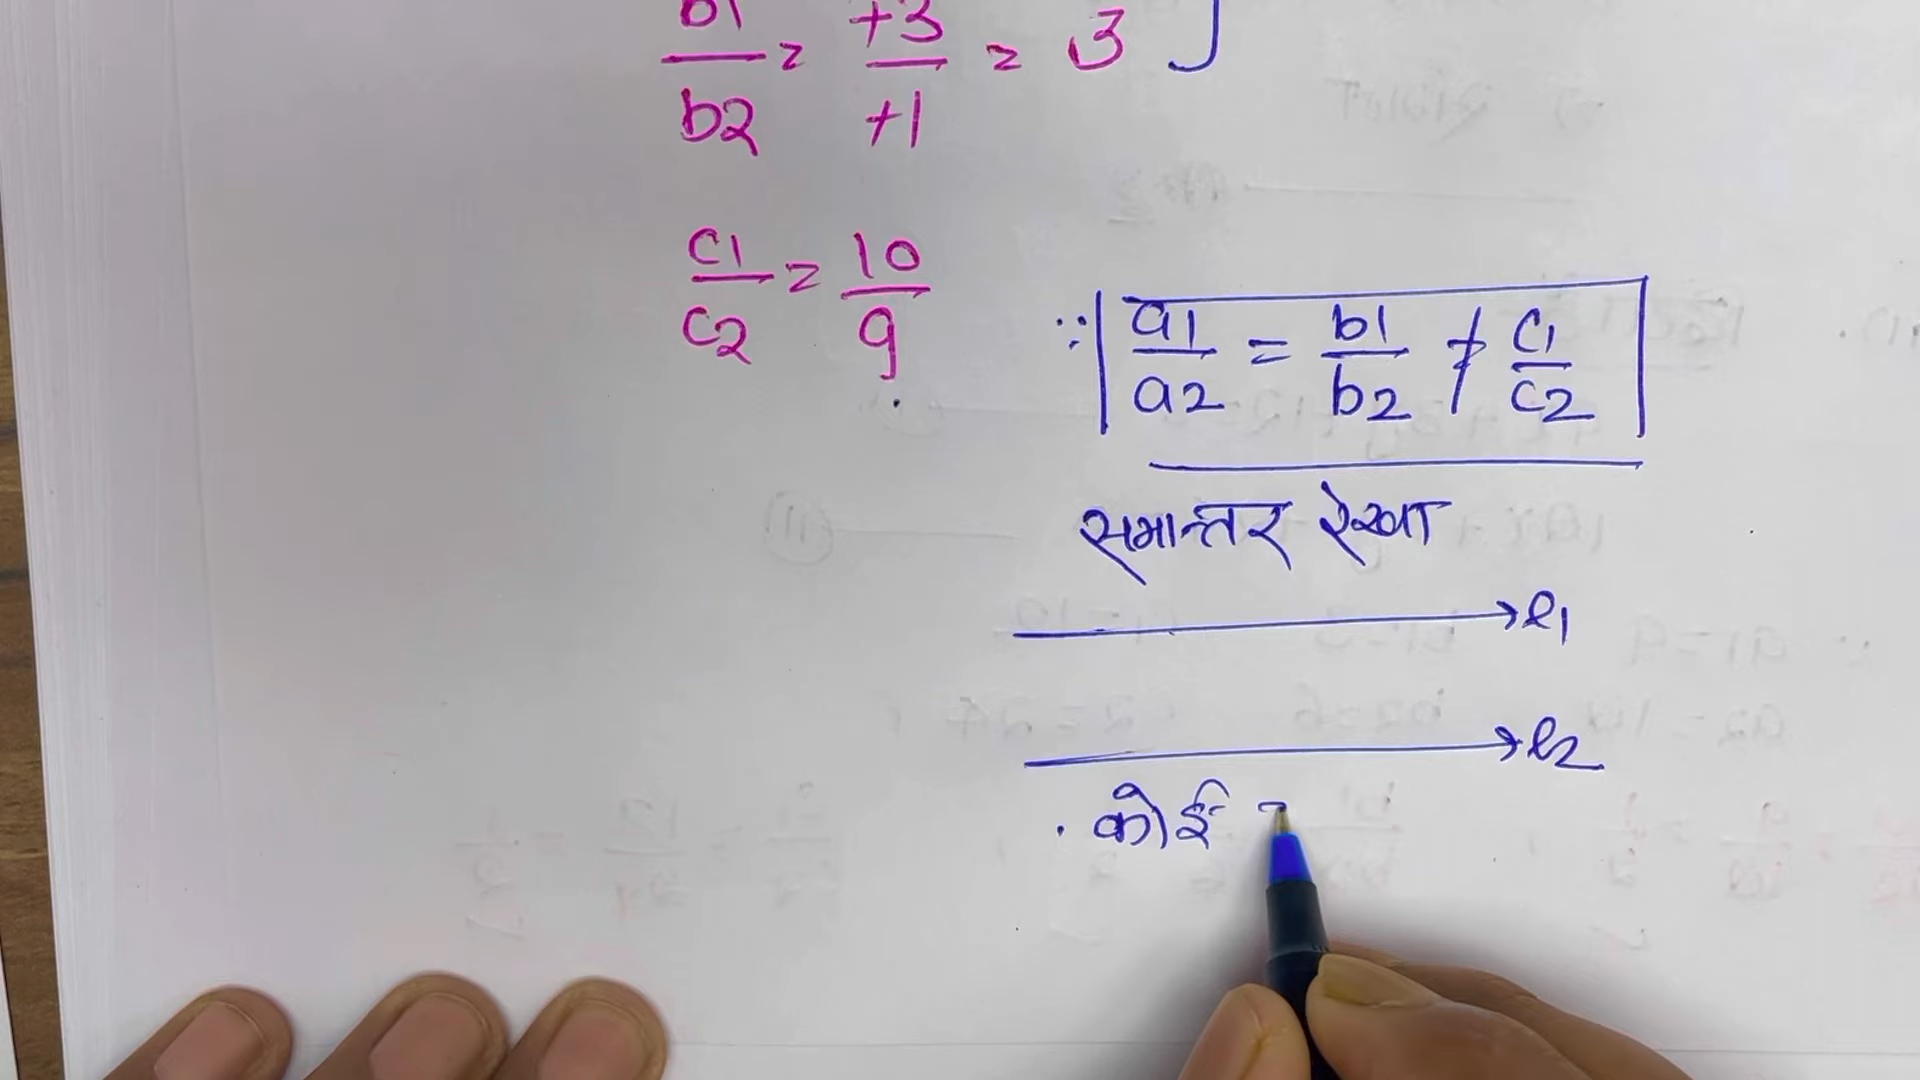 b1/b2 = +3/+1 = 3
c1/c2 = 10/9
∵ a1/a2 = b1/b2 ≠ c1/c2
समान्तर रेखा
l1
l2
कोई